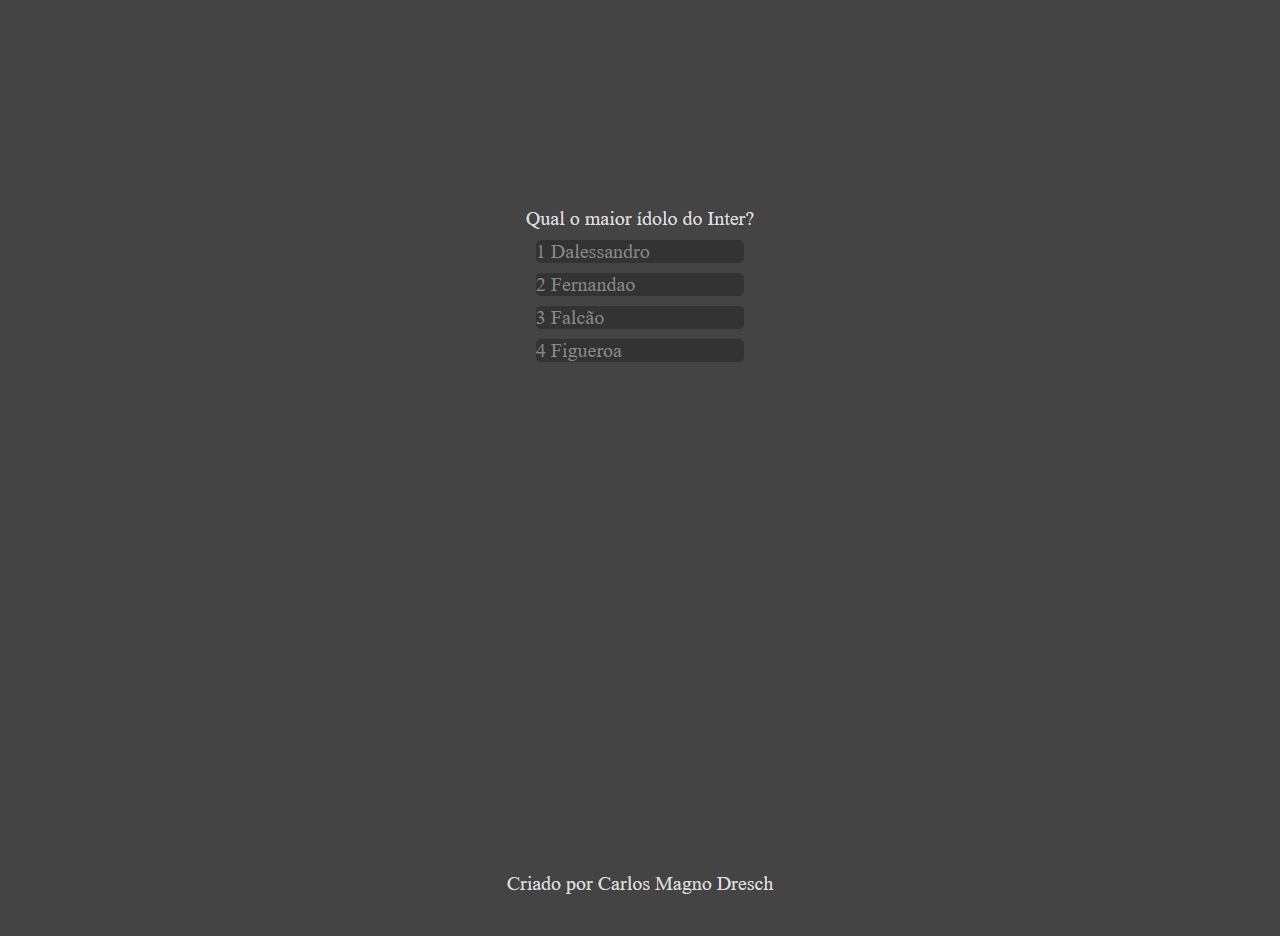 Qual o maior ídolo do Inter?
1 Dalessandro
2 Fernandao
3 Falcão
4 Figueroa
Criado por Carlos Magno Dresch